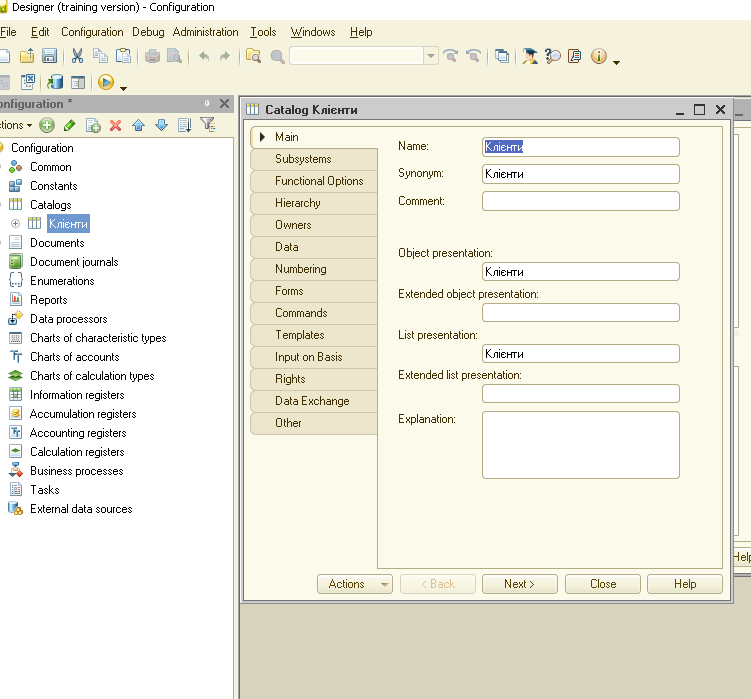 Designer (training version) - Configuration
File Edit Configuration Debug Administration Tools Windows Help
onfiguration *
tions
Configuration
Common
Constants
Catalogs
Клієнти
Documents
Document journals
Enumerations
Reports
Data processors
Charts of characteristic types
Charts of accounts
Charts of calculation types
Information registers
Accumulation registers
Accounting registers
Calculation registers
Business processes
Tasks
External data sources
Catalog Клієнти
Main
Subsystems
Functional Options
Hierarchy
Owners
Data
Numbering
Forms
Commands
Templates
Input on Basis
Rights
Data Exchange
Other
Name: Клієнти
Synonym: Клієнти
Comment:
Object presentation:
Клієнти
Extended object presentation:
List presentation:
Клієнти
Extended list presentation:
Explanation:
Actions < Back Next > Close Help
Help